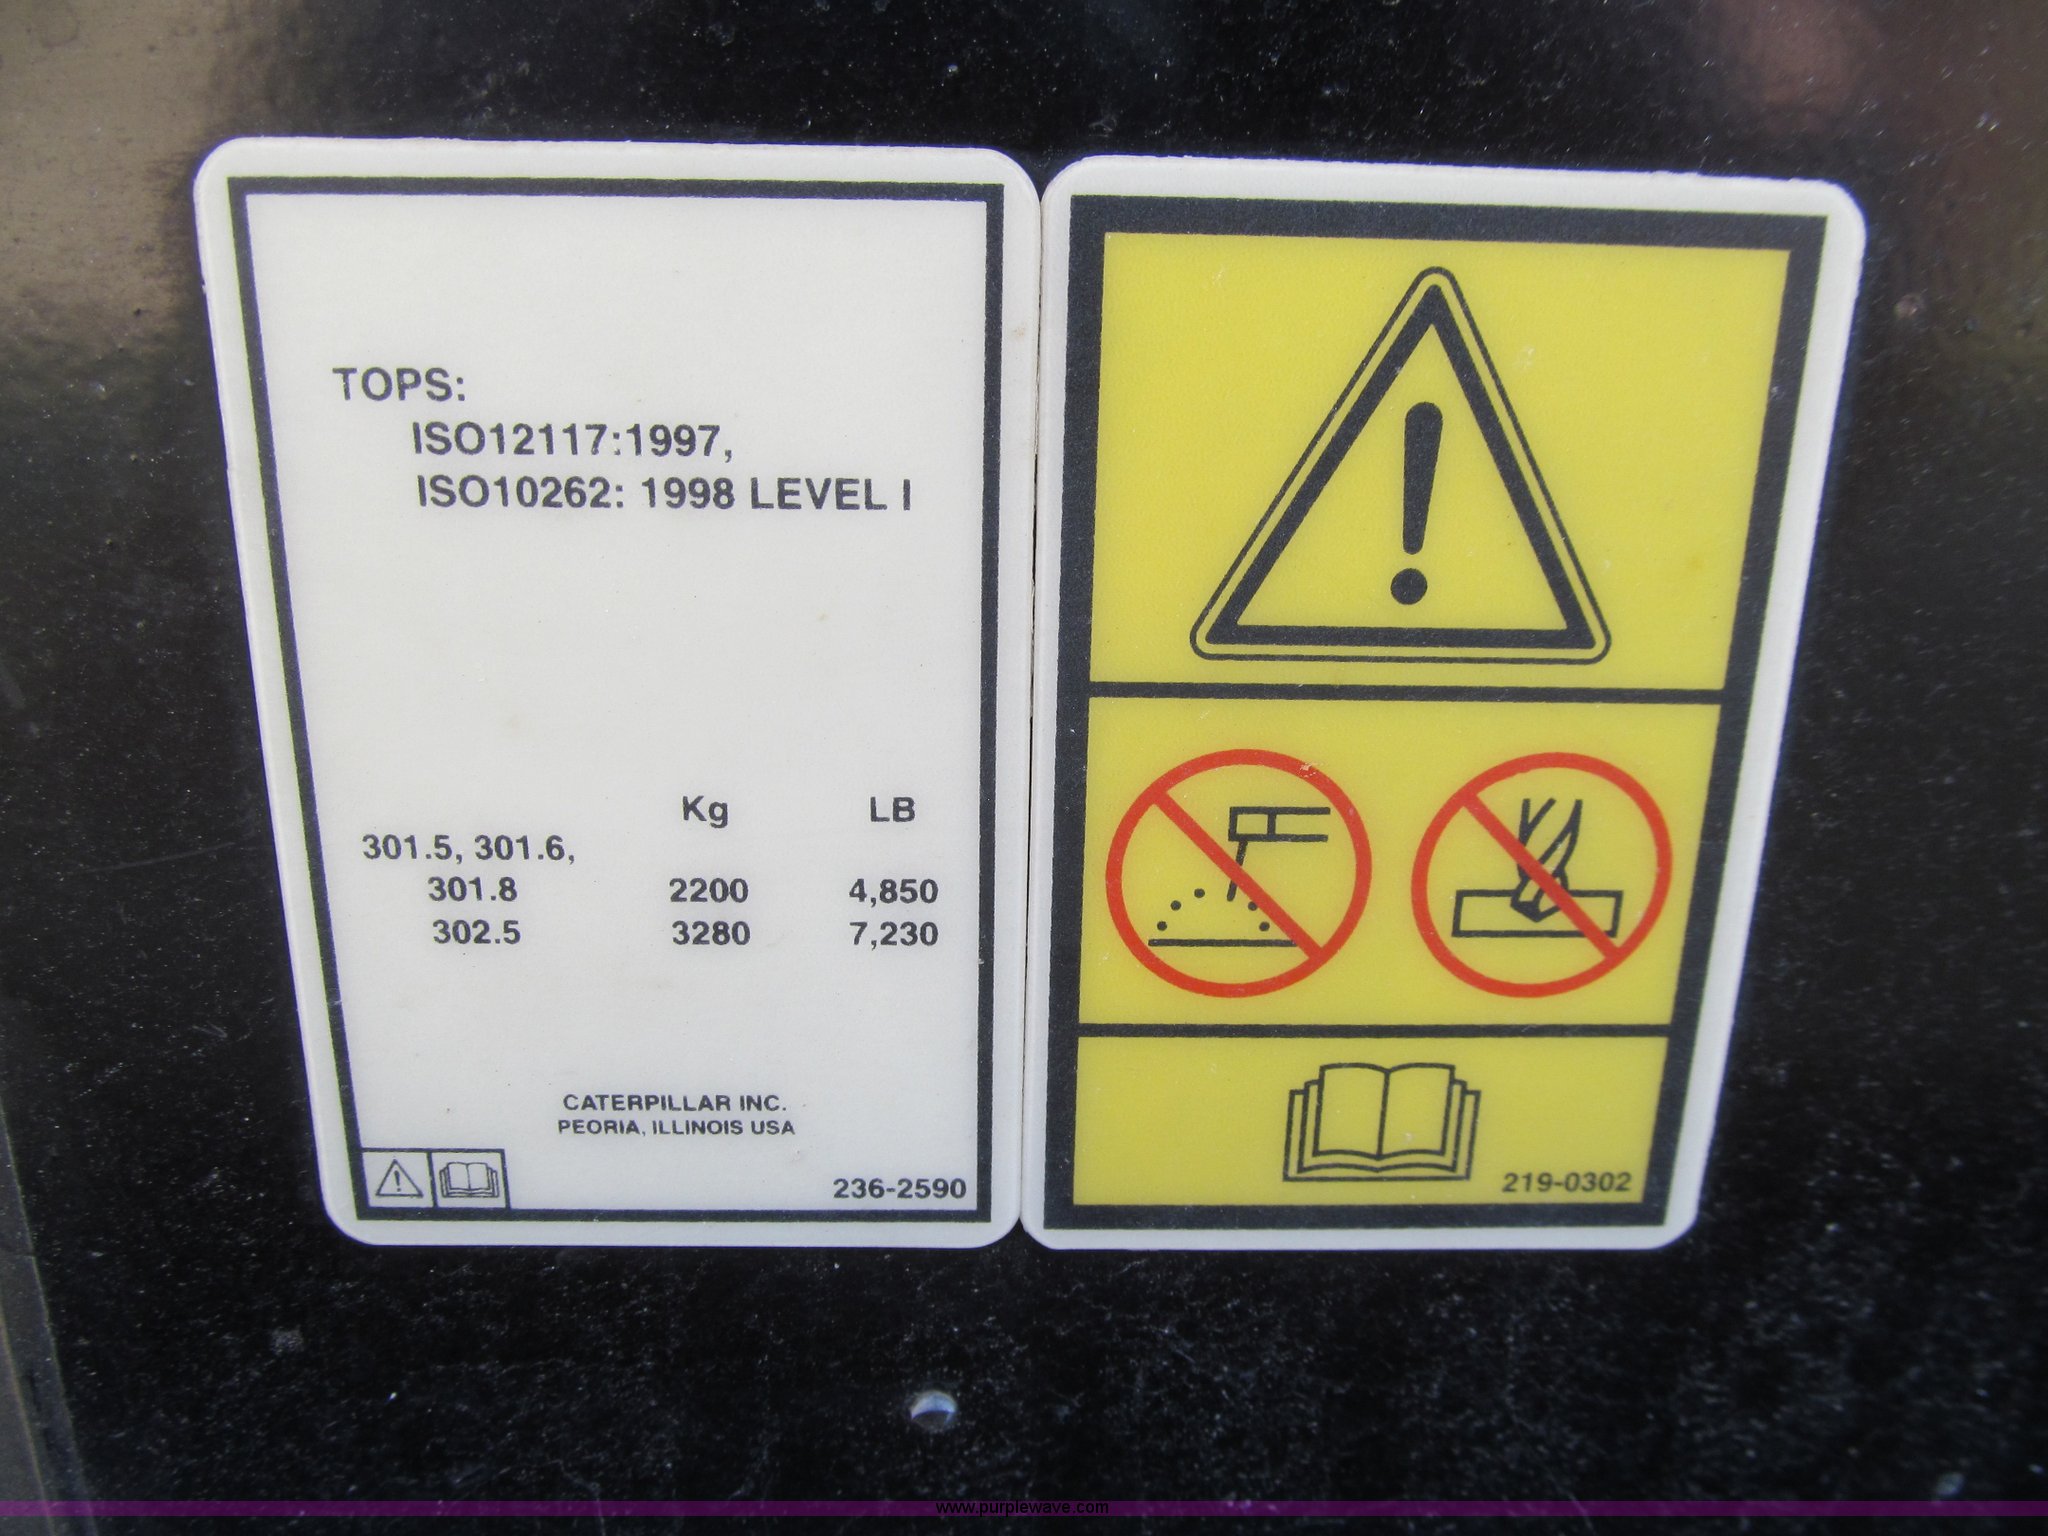 TOPS:
ISO12117:1997,
ISO10262: 1998 LEVEL I
Kg LB
301.5, 301.6,
301.8 2200 4,850
302.5 3280 7,230
CATERPILLAR INC.
PEORIA, ILLINOIS USA
236-2590
219-0302
www.purplewave.com